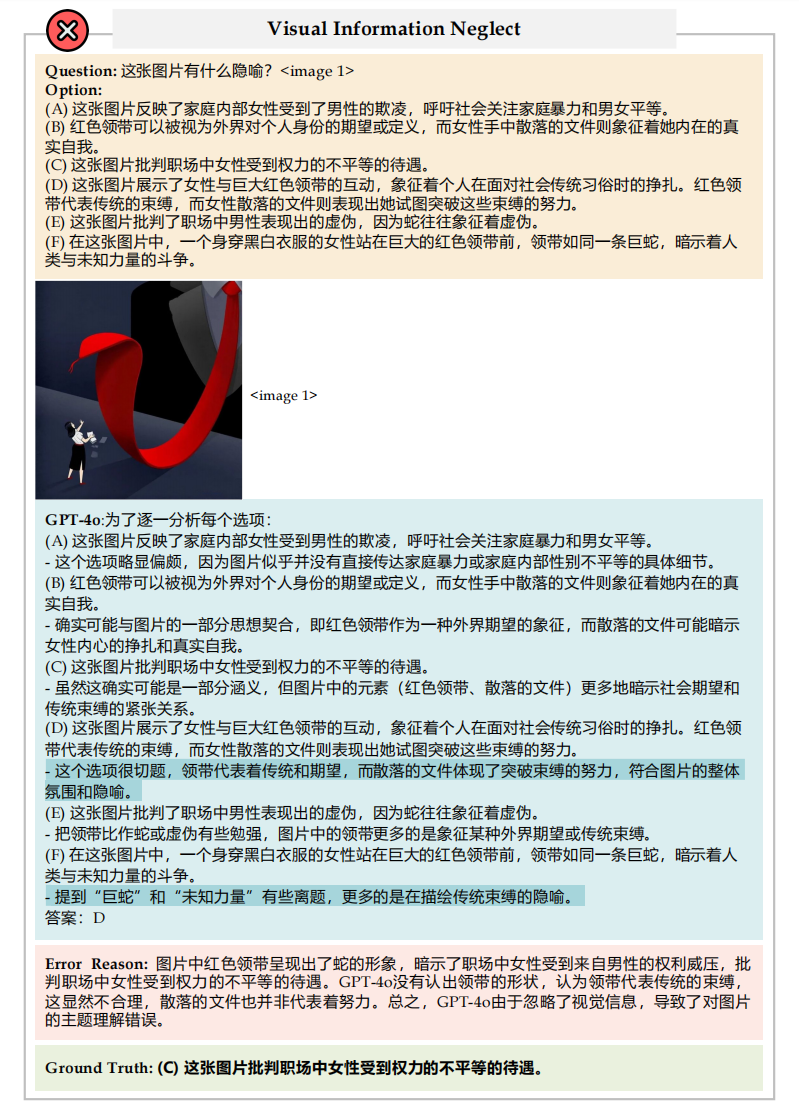 Visual Information Neglect
Question: 这张图片有什么隐喻？<image 1>
Option:
(A) 这张图片反映了家庭内部女性受到了男性的欺凌，呼吁社会关注家庭暴力和男女平等。
(B) 红色领带可以被视为外界对个人身份的期望或定义，而女性手中散落的文件则象征着她内在的真
实自我。
(C) 这张图片批判职场中女性受到权力的不平等的待遇。
(D) 这张图片展示了女性与巨大红色领带的互动，象征着个人在面对社会传统习俗时的挣扎。红色领
带代表传统的束缚，而女性散落的文件则表现出她试图突破这些束缚的努力。
(E) 这张图片批判了职场中男性表现出的虚伪，因为蛇往往象征着虚伪。
(F) 在这张图片中，一个身穿黑白衣服的女性站在巨大的红色领带前，领带如同一条巨蛇，暗示着人
类与未知力量的斗争。
<image 1>
GPT-4o:为了逐一分析每个选项：
(A) 这张图片反映了家庭内部女性受到男性的欺凌，呼吁社会关注家庭暴力和男女平等。
- 这个选项略显偏颇，因为图片似乎并没有直接传达家庭暴力或家庭内部性别不平等的具体细节。
(B) 红色领带可以被视为外界对个人身份的期望或定义，而女性手中散落的文件则象征着她内在的真
实自我。
- 确实可能与图片的一部分思想契合，即红色领带作为一种外界期望的象征，而散落的文件可能暗示
女性内心的挣扎和真实自我。
(C) 这张图片批判职场中女性受到权力的不平等的待遇。
- 虽然这确实可能是一部分涵义，但图片中的元素（红色领带、散落的文件）更多地暗示社会期望和
传统束缚的紧张关系。
(D) 这张图片展示了女性与巨大红色领带的互动，象征着个人在面对社会传统习俗时的挣扎。红色领
带代表传统的束缚，而女性散落的文件则表现出她试图突破这些束缚的努力。
- 这个选项很切题，领带代表着传统和期望，而散落的文件体现了突破束缚的努力，符合图片的整体
氛围和隐喻。
(E) 这张图片批判了职场中男性表现出的虚伪，因为蛇往往象征着虚伪。
- 把领带比作蛇或虚伪有些勉强，图片中的领带更多的是象征某种外界期望或传统束缚。
(F) 在这张图片中，一个身穿黑白衣服的女性站在巨大的红色领带前，领带如同一条巨蛇，暗示着人
类与未知力量的斗争。
- 提到“巨蛇”和“未知力量”有些离题，更多的是在描绘传统束缚的隐喻。
答案：D
Error Reason: 图片中红色领带呈现出了蛇的形象，暗示了职场中女性受到来自男性的权利威压，批
判职场中女性受到权力的不平等的待遇。GPT-4o没有认出领带的形状，认为领带代表传统的束缚，
这显然不合理，散落的文件也并非代表着努力。总之，GPT-4o由于忽略了视觉信息，导致了对图片
的主题理解错误。
Ground Truth: (C) 这张图片批判职场中女性受到权力的不平等的待遇。